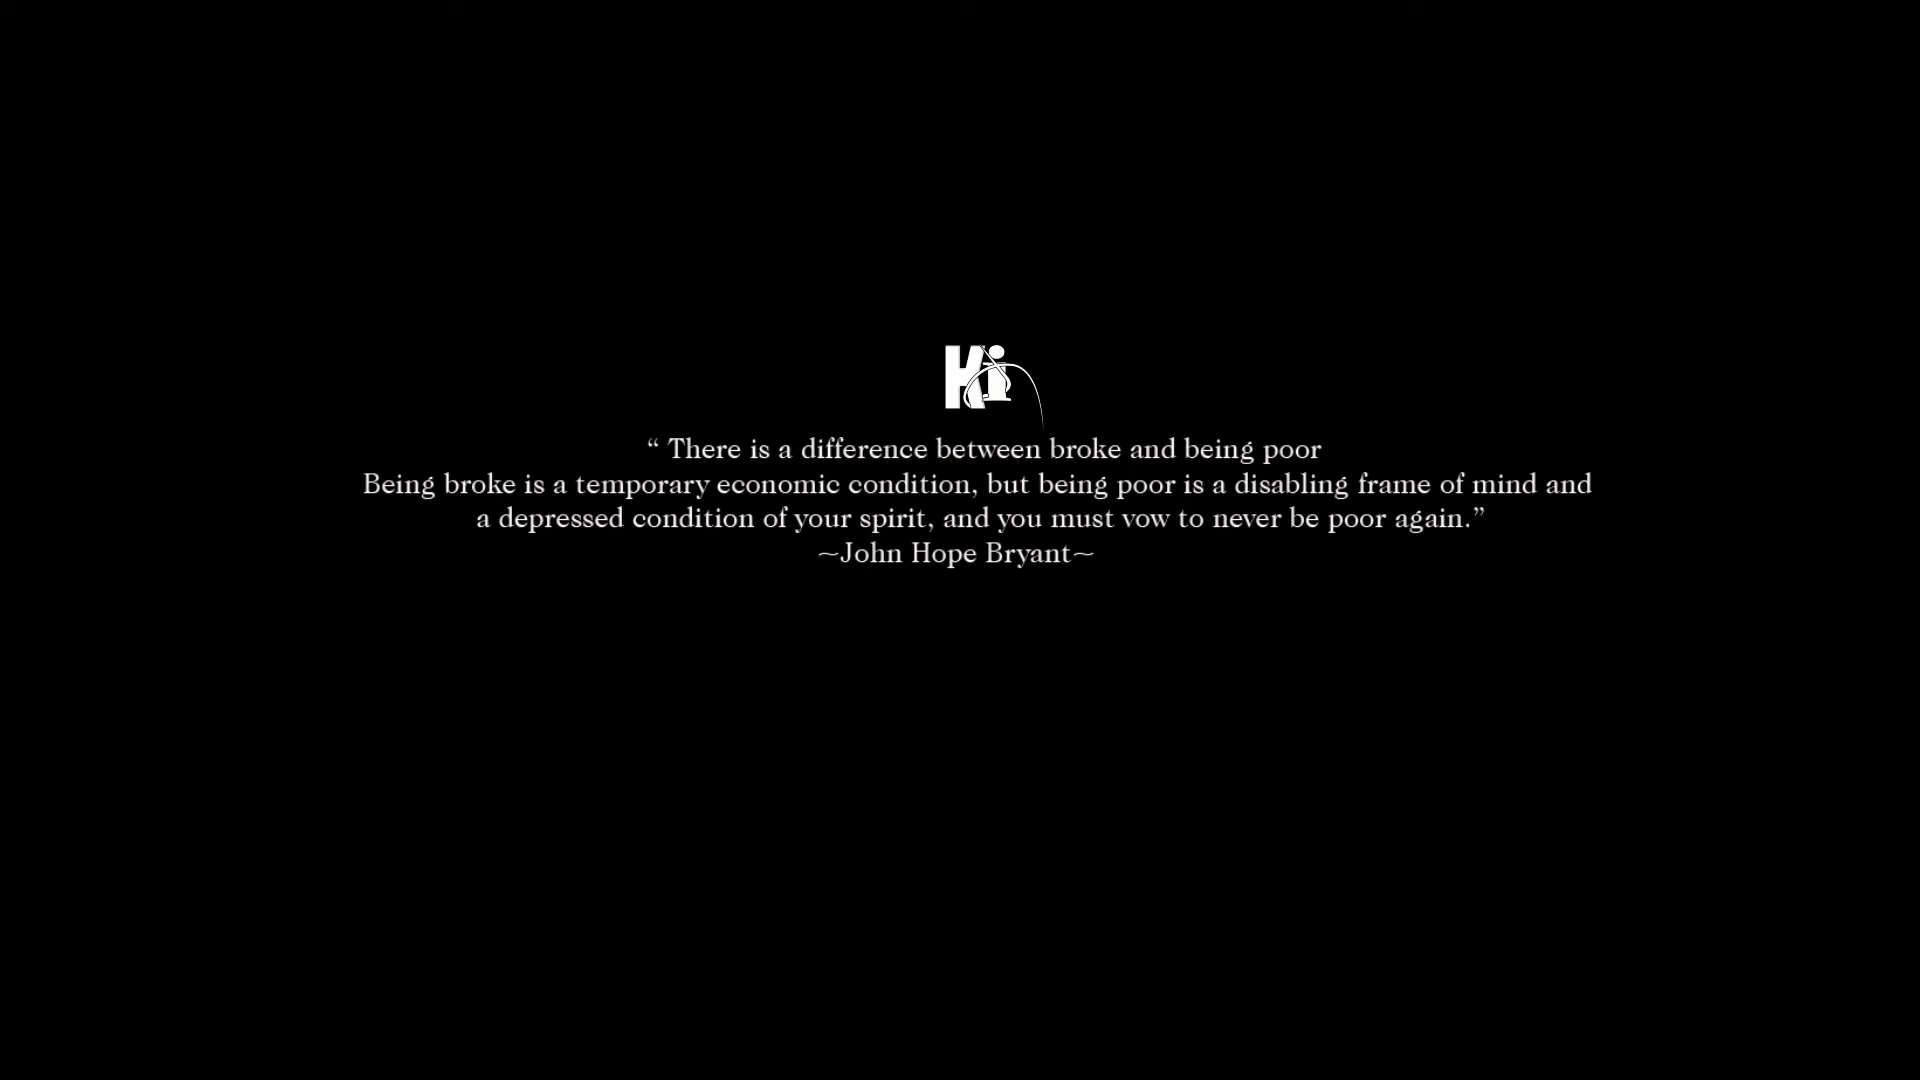 Ki
“ There is a difference between broke and being poor
Being broke is a temporary economic condition, but being poor is a disabling frame of mind and
a depressed condition of your spirit, and you must vow to never be poor again.”
~John Hope Bryant~